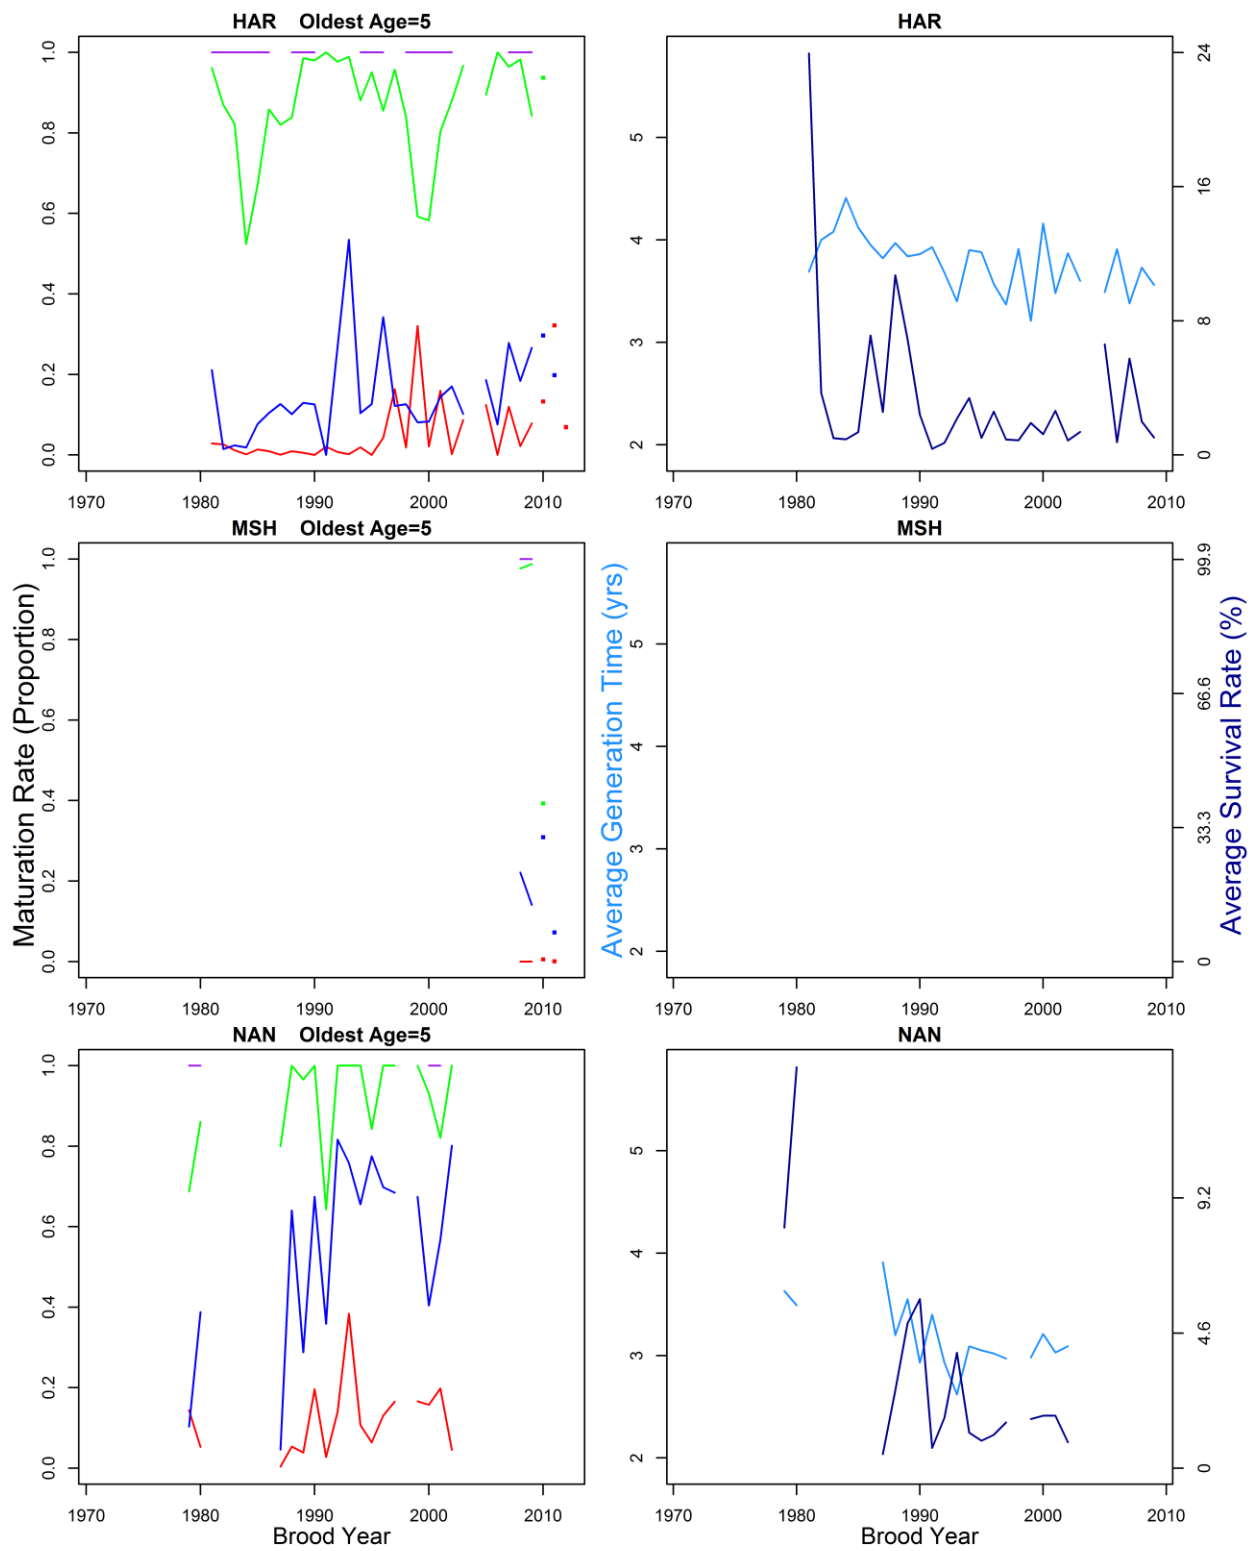 HAR Oldest Age=5
HAR
0.0 0.2 0.4 0.6 0.8 1.0
1970 1980 1990 2000 2010
2 3 4 5
0 8 16 24
1970 1980 1990 2000 2010
MSH Oldest Age=5
MSH
Maturation Rate (Proportion)
0.0 0.2 0.4 0.6 0.8 1.0
1970 1980 1990 2000 2010
Average Generation Time (yrs)
2 3 4 5
0 33.3 66.6 99.9
Average Survival Rate (%)
1970 1980 1990 2000 2010
NAN Oldest Age=5
NAN
0.0 0.2 0.4 0.6 0.8 1.0
1970 1980 1990 2000 2010
Brood Year
2 3 4 5
0 4.6 9.2
1970 1980 1990 2000 2010
Brood Year